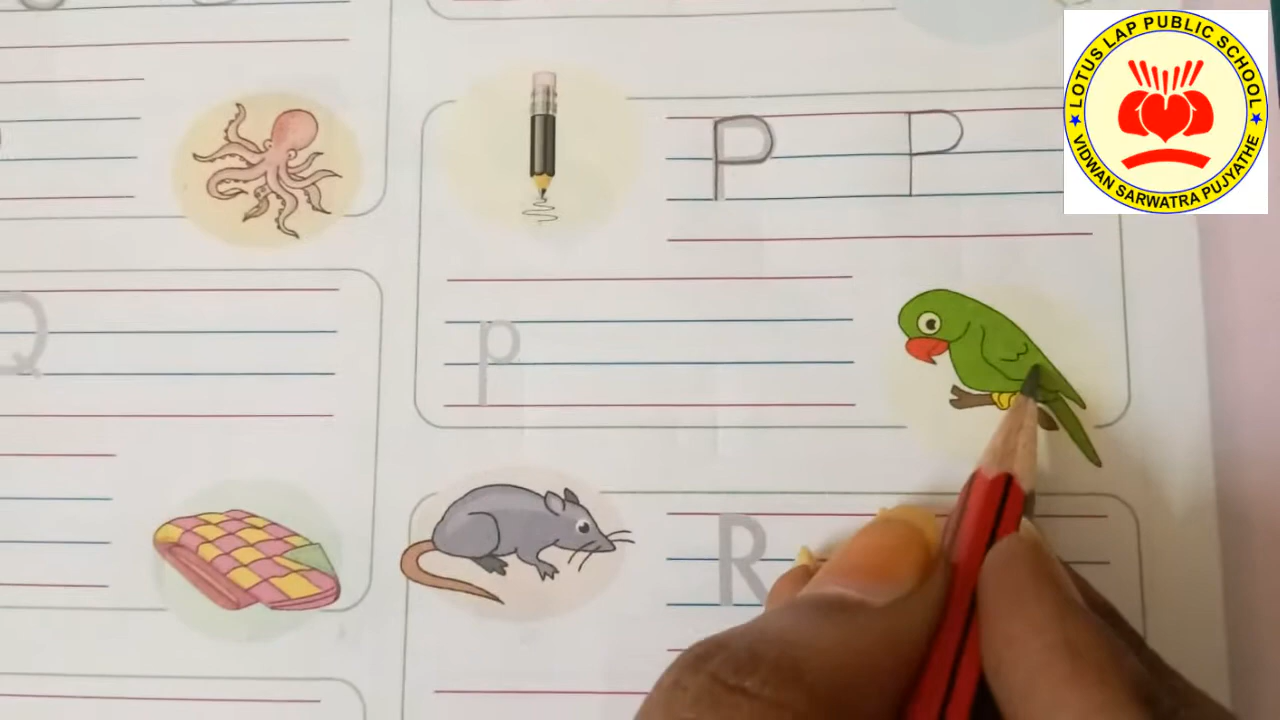 LOTUS LAP PUBLIC SCHOOL
VIDWAN SARWATRA PUJYATHE
P P
p
Q
R